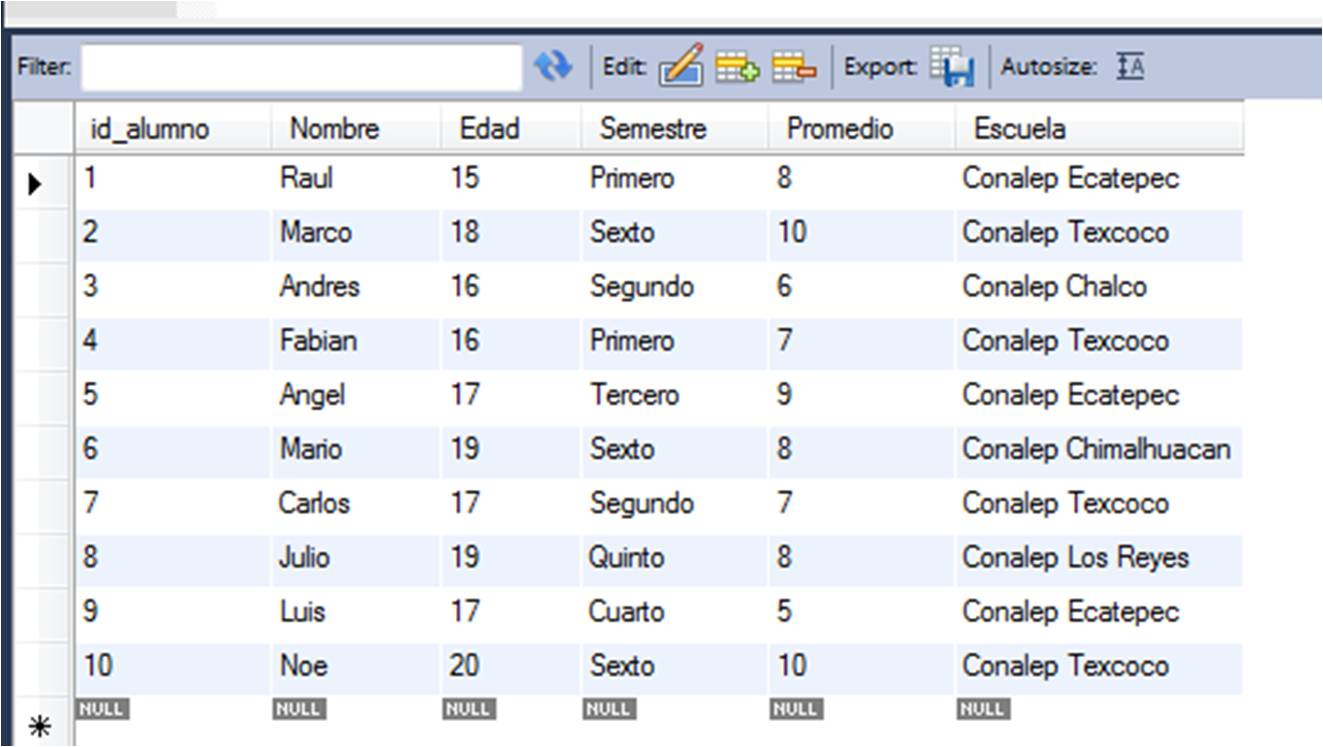 Filter: Edit: Export: Autosize: A
id_alumno Nombre Edad Semestre Promedio Escuela
1 Raul 15 Primero 8 Conalep Ecatepec
2 Marco 18 Sexto 10 Conalep Texcoco
3 Andres 16 Segundo 6 Conalep Chalco
4 Fabian 16 Primero 7 Conalep Texcoco
5 Angel 17 Tercero 9 Conalep Ecatepec
6 Mario 19 Sexto 8 Conalep Chimalhuacan
7 Carlos 17 Segundo 7 Conalep Texcoco
8 Julio 19 Quinto 8 Conalep Los Reyes
9 Luis 17 Cuarto 5 Conalep Ecatepec
10 Noe 20 Sexto 10 Conalep Texcoco
NULL NULL NULL NULL NULL NULL